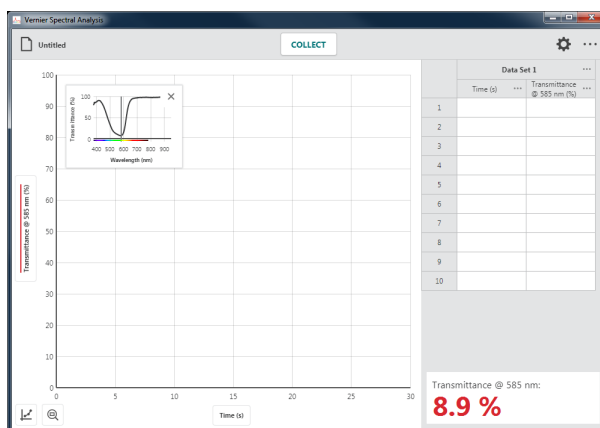 Vernier Spectral Analysis
Untitled
COLLECT
100
90
80
70
60
50
40
30
20
10
0
Transmittance @ 585 nm (%)
0 5 10 15 20 25 30
Time (s)
Transmittance (%)
100
50
0
400 500 600 700 800 900
Wavelength (nm)
Data Set 1
Time (s)
Transmittance
@ 585 nm (%)
1
2
3
4
5
6
7
8
9
10
Transmittance @ 585 nm:
8.9 %